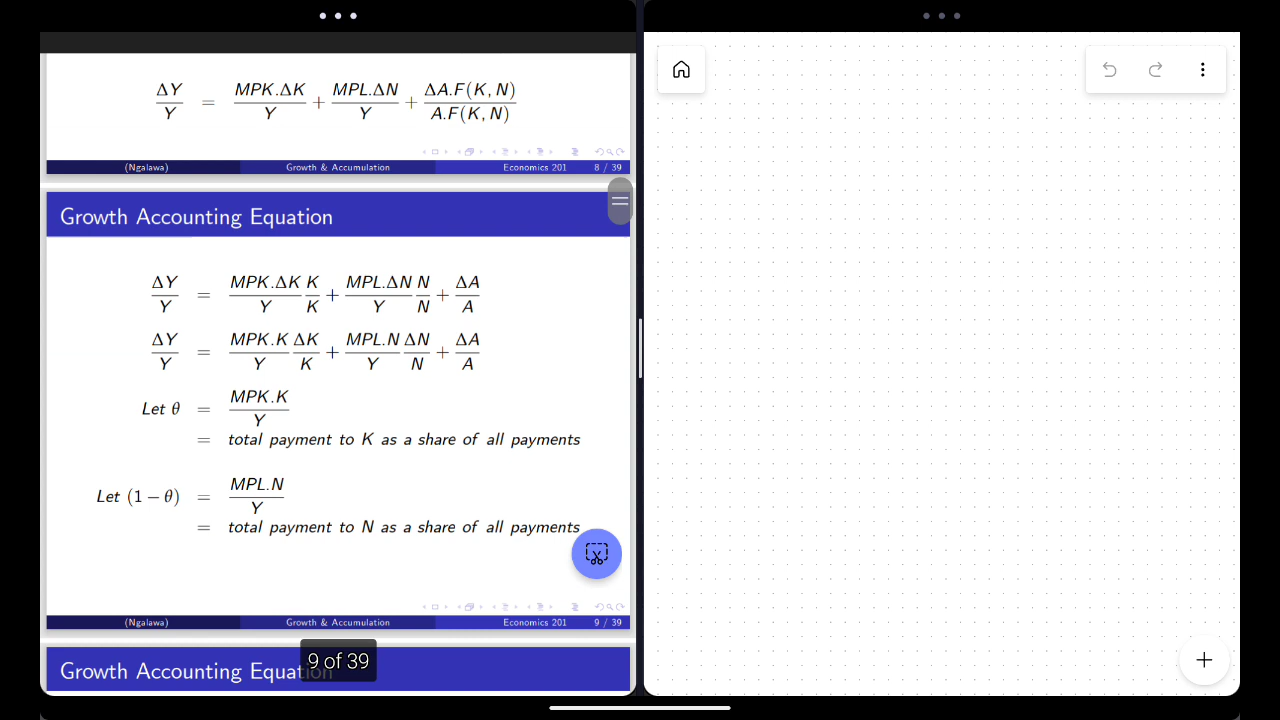 ΔY/Y = MPK.ΔK/Y + MPL.ΔN/Y + ΔA.F(K, N)/A.F(K, N)
(Ngalawa) Growth & Accumulation Economics 201 8 / 39
Growth Accounting Equation
ΔY/Y = MPK.ΔK/Y K/K + MPL.ΔN/Y N/N + ΔA/A
ΔY/Y = MPK.K/Y ΔK/K + MPL.N/Y ΔN/N + ΔA/A
Let θ = MPK.K/Y
= total payment to K as a share of all payments
Let (1 − θ) = MPL.N/Y
= total payment to N as a share of all payments
(Ngalawa) Growth & Accumulation Economics 201 9 / 39
9 of 39
Growth Accounting Equation